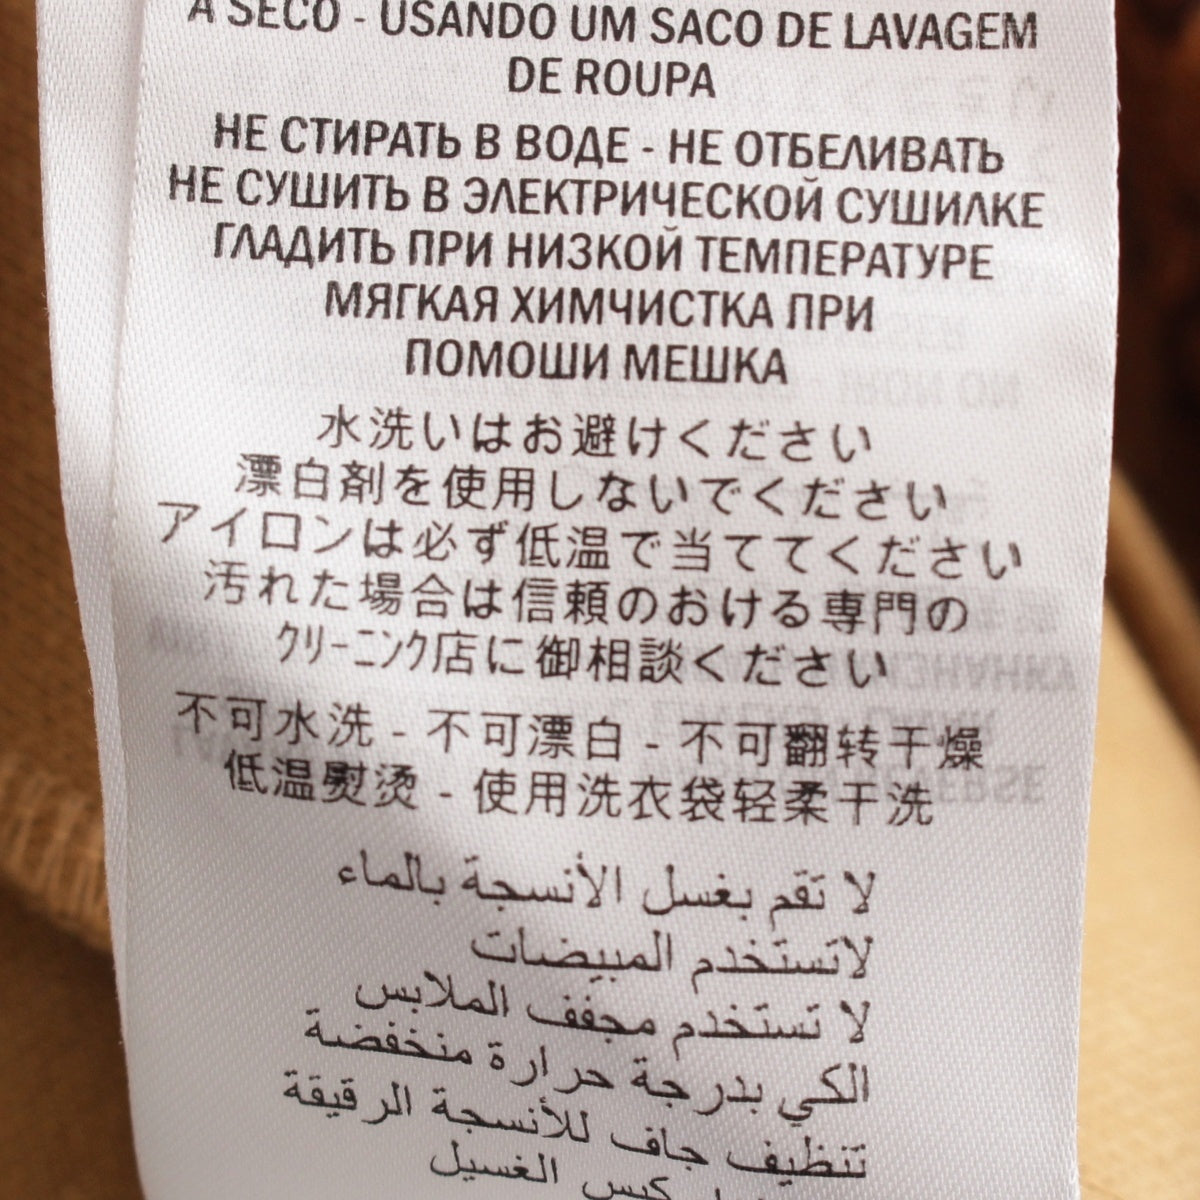 A SECO - USANDO UM SACO DE LAVAGEM
DE ROUPA
НЕ СТИРАТЬ В ВОДЕ - НЕ ОТБЕЛИВАТЬ
НЕ СУШИТЬ В ЭЛЕКТРИЧЕСКОЙ СУШИЛКЕ
ГЛАДИТЬ ПРИ НИЗКОЙ ТЕМПЕРАТУРЕ
МЯГКАЯ ХИМЧИСТКА ПРИ
ПОМОШИ МЕШКА
水洗いはお避けください
漂白剤を使用しないでください
アイロンは必ず低温で当ててください
汚れた場合は信頼のおける専門の
ｸﾘｰﾆﾝｸ店に御相談ください
不可水洗 - 不可漂白 - 不可翻转干燥
低温熨烫 - 使用洗衣袋轻柔干洗
لا تقم بغسل الأنسجة بالماء
لاتستخدم المبيضات
لا تستخدم مجفف الملابس
الكي بدرجة حرارة منخفضة
تنظيف جاف للأنسجة الرقيقة
كيس الغسيل